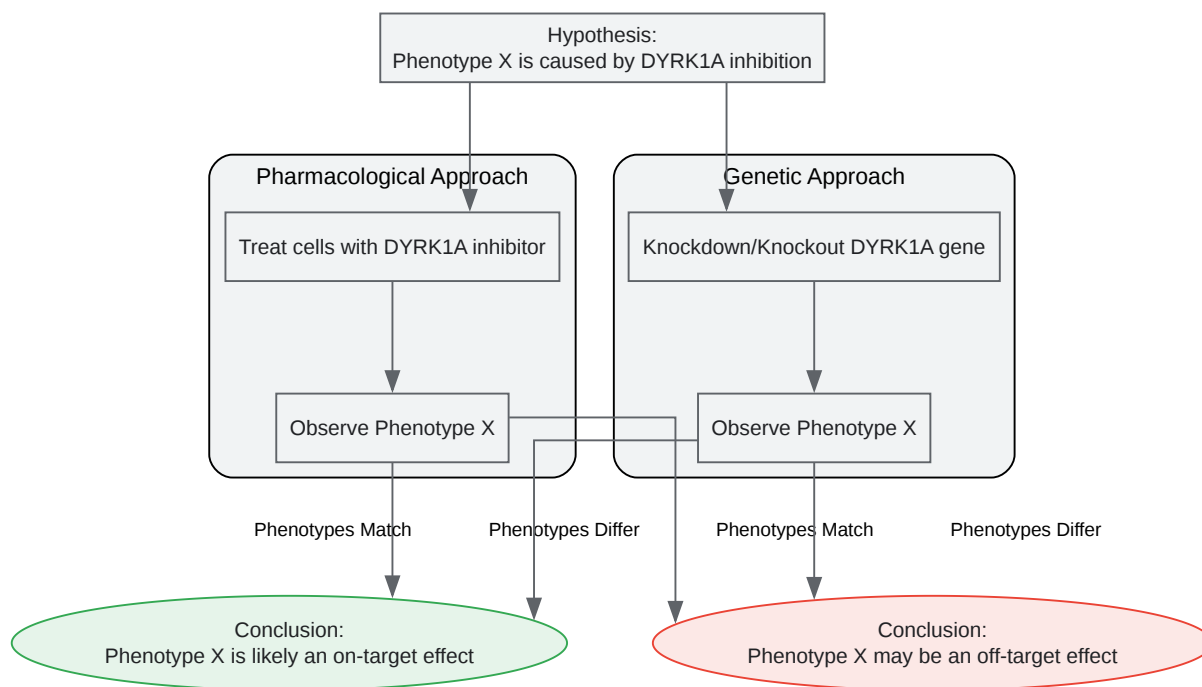 Hypothesis:
Phenotype X is caused by DYRK1A inhibition
Pharmacological Approach
Genetic Approach
Treat cells with DYRK1A inhibitor
Knockdown/Knockout DYRK1A gene
Observe Phenotype X
Observe Phenotype X
Phenotypes Match
Phenotypes Differ
Phenotypes Match
Phenotypes Differ
Conclusion:
Phenotype X is likely an on-target effect
Conclusion:
Phenotype X may be an off-target effect